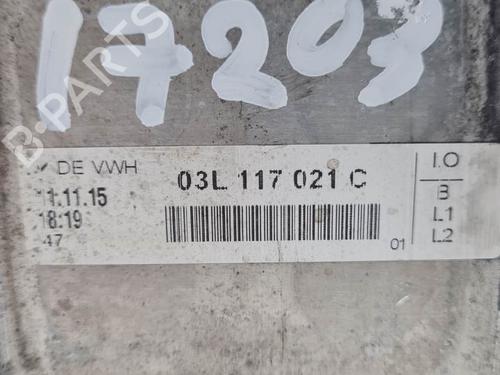 17203
B-PARTS
DE VWH
11.11.15
18:19
47
03L 117 021 C
01
I.O
B
L1
L2